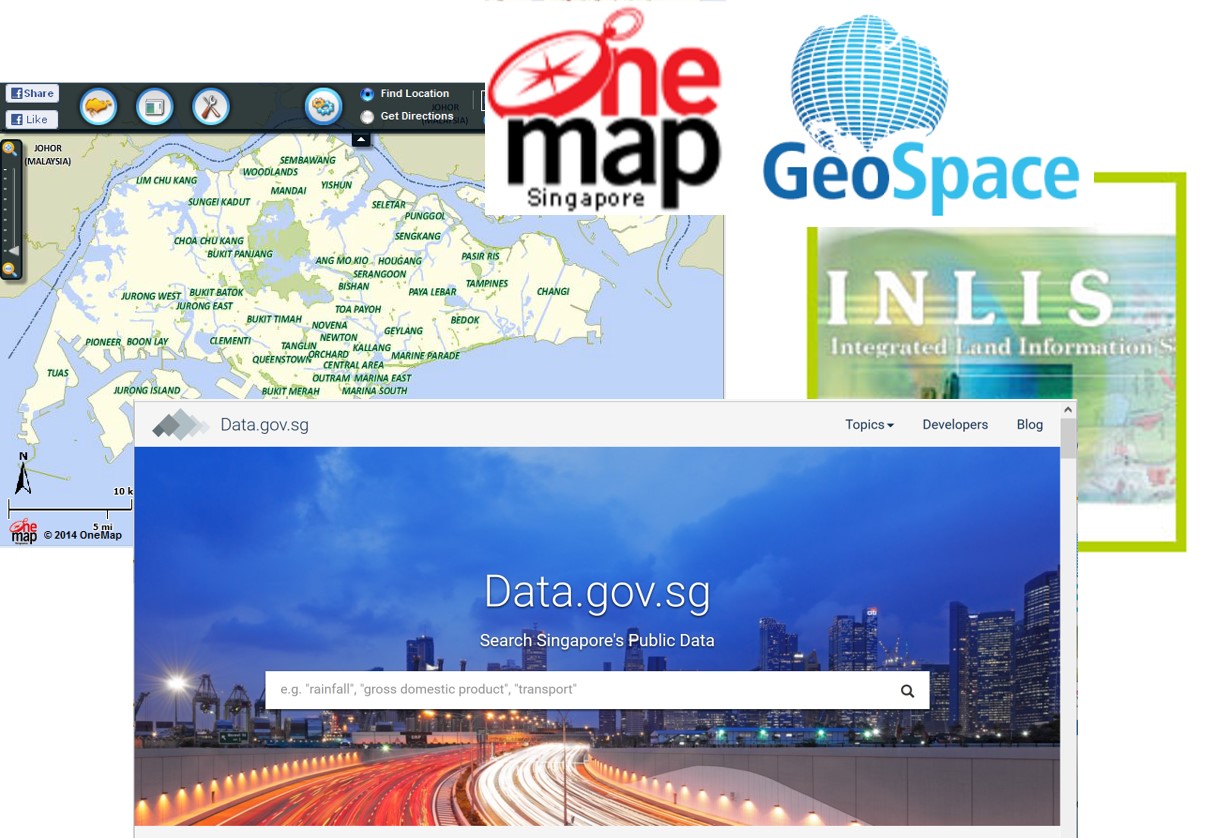 One
map
Singapore
GeoSpace
Share
Like
Find Location
Get Directions
JOHOR
(MALAYSIA)
JOHOR
(MALAYSIA)
SEMBAWANG
WOODLANDS
LIM CHU KANG
MANDAI
YISHUN
SUNGEI KADUT
SELETAR
PUNGGOL
SENGKANG
CHOA CHU KANG
BUKIT PANJANG
ANG MO KIO
HOUGANG
PASIR RIS
SERANGOON
BISHAN
TAMPINES
JURONG WEST
BUKIT BATOK
PAYA LEBAR
CHANGI
JURONG EAST
TOA PAYOH
BUKIT TIMAH
BEDOK
NOVENA
GEYLANG
PIONEER
BOON LAY
CLEMENTI
NEWTON
TANGLIN
KALLANG
ORCHARD
MARINE PARADE
QUEENSTOWN
CENTRAL AREA
TUAS
OUTRAM
MARINA EAST
JURONG ISLAND
BUKIT MERAH
MARINA SOUTH
N
10 k
5 mi
One
map
© 2014 OneMap
INLIS
Integrated Land Information S
Data.gov.sg
Topics
Developers
Blog
Data.gov.sg
Search Singapore's Public Data
e.g. "rainfall", "gross domestic product", "transport"
citi